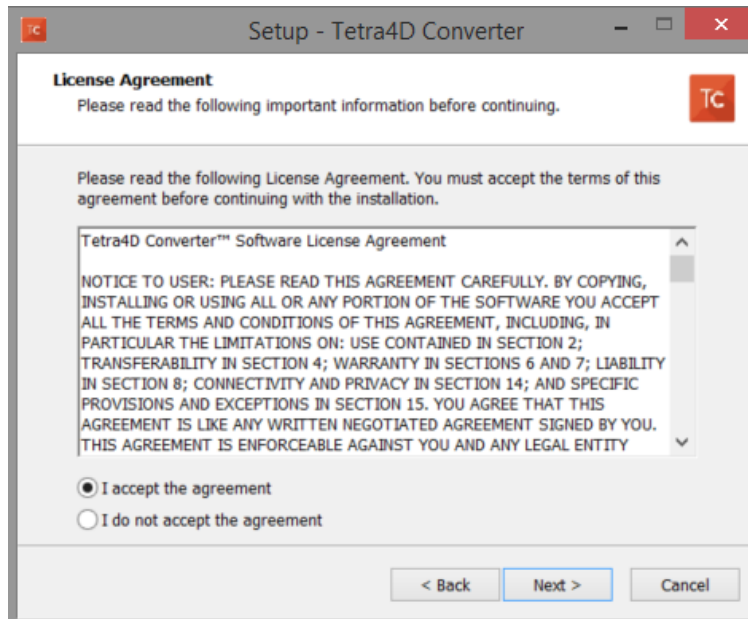 TC
Setup - Tetra4D Converter
License Agreement
Please read the following important information before continuing.
TC
Please read the following License Agreement. You must accept the terms of this
agreement before continuing with the installation.
Tetra4D Converter™ Software License Agreement
NOTICE TO USER: PLEASE READ THIS AGREEMENT CAREFULLY. BY COPYING,
INSTALLING OR USING ALL OR ANY PORTION OF THE SOFTWARE YOU ACCEPT
ALL THE TERMS AND CONDITIONS OF THIS AGREEMENT, INCLUDING, IN
PARTICULAR THE LIMITATIONS ON: USE CONTAINED IN SECTION 2;
TRANSFERABILITY IN SECTION 4; WARRANTY IN SECTIONS 6 AND 7; LIABILITY
IN SECTION 8; CONNECTIVITY AND PRIVACY IN SECTION 14; AND SPECIFIC
PROVISIONS AND EXCEPTIONS IN SECTION 15. YOU AGREE THAT THIS
AGREEMENT IS LIKE ANY WRITTEN NEGOTIATED AGREEMENT SIGNED BY YOU.
THIS AGREEMENT IS ENFORCEABLE AGAINST YOU AND ANY LEGAL ENTITY
I accept the agreement
I do not accept the agreement
< Back Next > Cancel